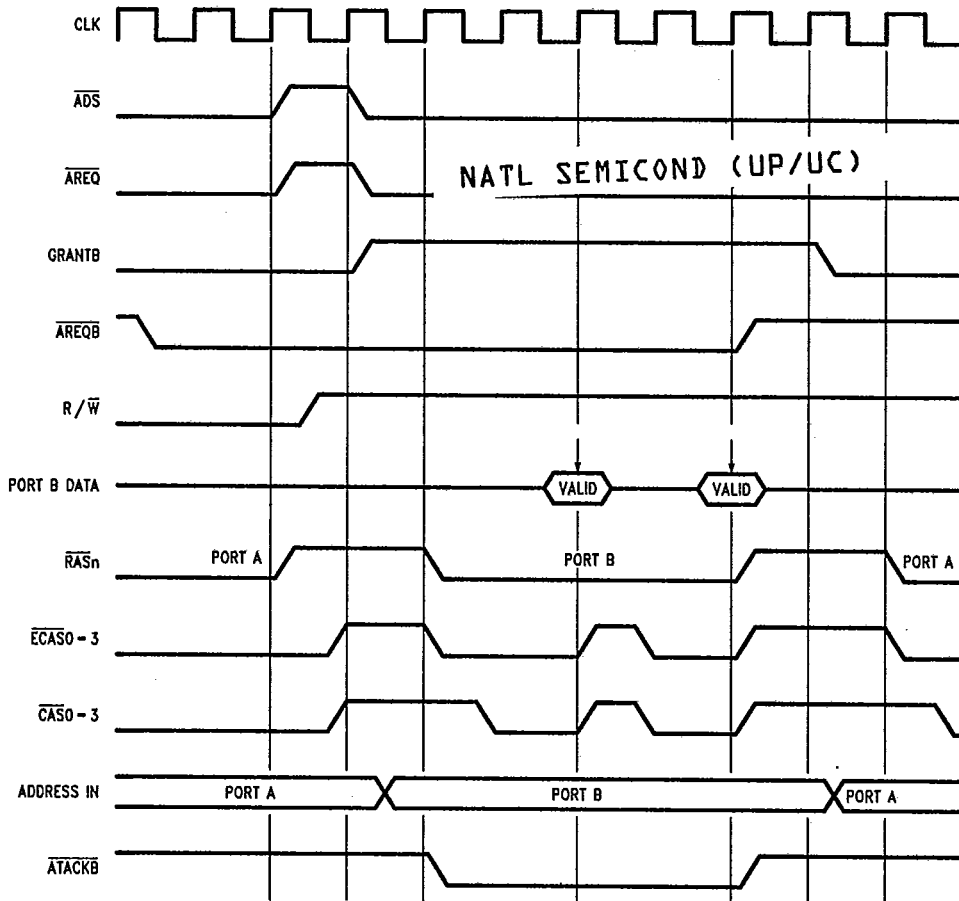 CLK
ADS
AREQ
NATL SEMICOND (UP/UC)
GRANTB
AREQB
R/W
PORT B DATA
VALID VALID
RASn
PORT A PORT B PORT A
ECAS0-3
CAS0-3
ADDRESS IN
PORT A PORT B PORT A
ATACKB